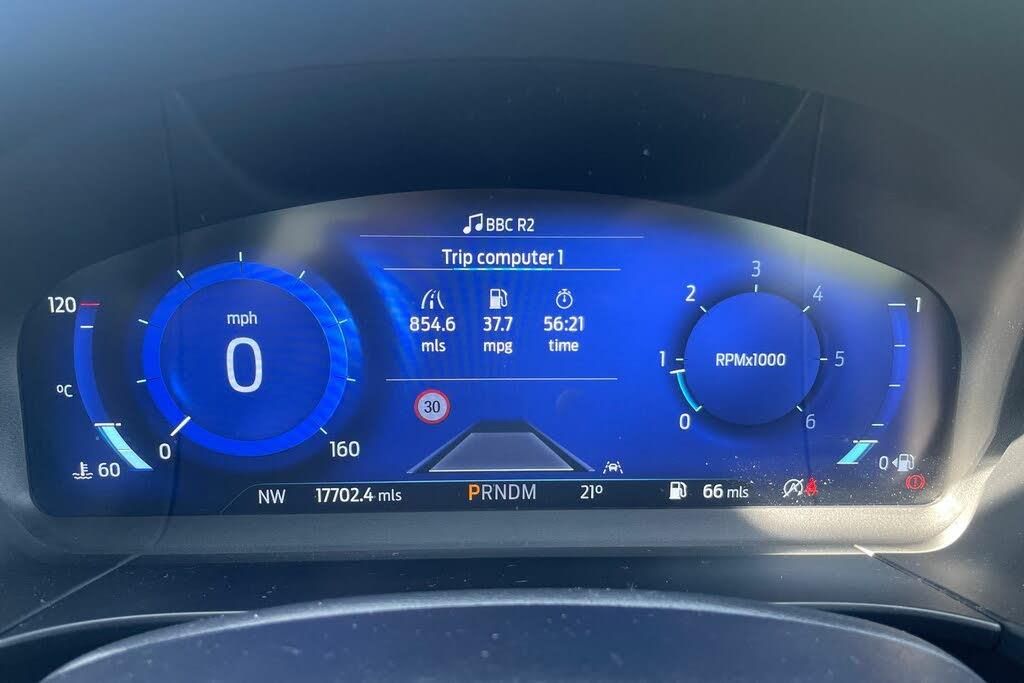 BBC R2
Trip computer 1
854.6 37.7 56:21
mls mpg time
120
ºC
60
mph
0
0
160
30
0
1
2
3
4
5
6
RPMx1000
1
0
NW 17702.4 mls PRNDM 21º 66 mls